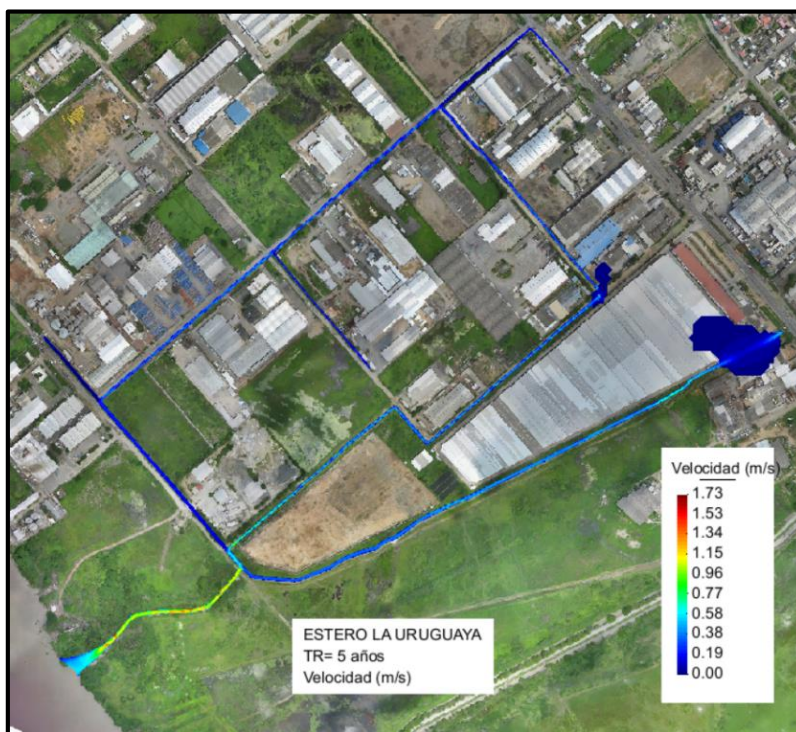 Velocidad (m/s)
1.73
1.53
1.34
1.15
0.96
0.77
0.58
0.38
0.19
0.00
ESTERO LA URUGUAYA
TR= 5 años
Velocidad (m/s)